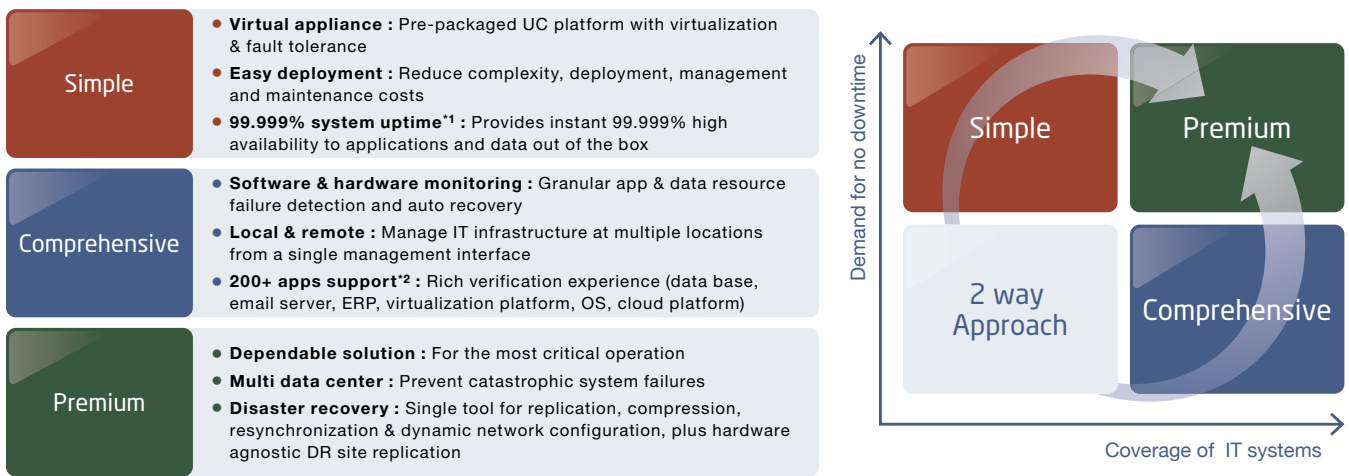 Simple
• Virtual appliance : Pre-packaged UC platform with virtualization
& fault tolerance
• Easy deployment : Reduce complexity, deployment, management
and maintenance costs
• 99.999% system uptime*1 : Provides instant 99.999% high
availability to applications and data out of the box
Comprehensive
• Software & hardware monitoring : Granular app & data resource
failure detection and auto recovery
• Local & remote : Manage IT infrastructure at multiple locations
from a single management interface
• 200+ apps support*2 : Rich verification experience (data base,
email server, ERP, virtualization platform, OS, cloud platform)
Premium
• Dependable solution : For the most critical operation
• Multi data center : Prevent catastrophic system failures
• Disaster recovery : Single tool for replication, compression,
resynchronization & dynamic network configuration, plus hardware
agnostic DR site replication
Demand for no downtime
Simple
Premium
2 way
Approach
Comprehensive
Coverage of IT systems